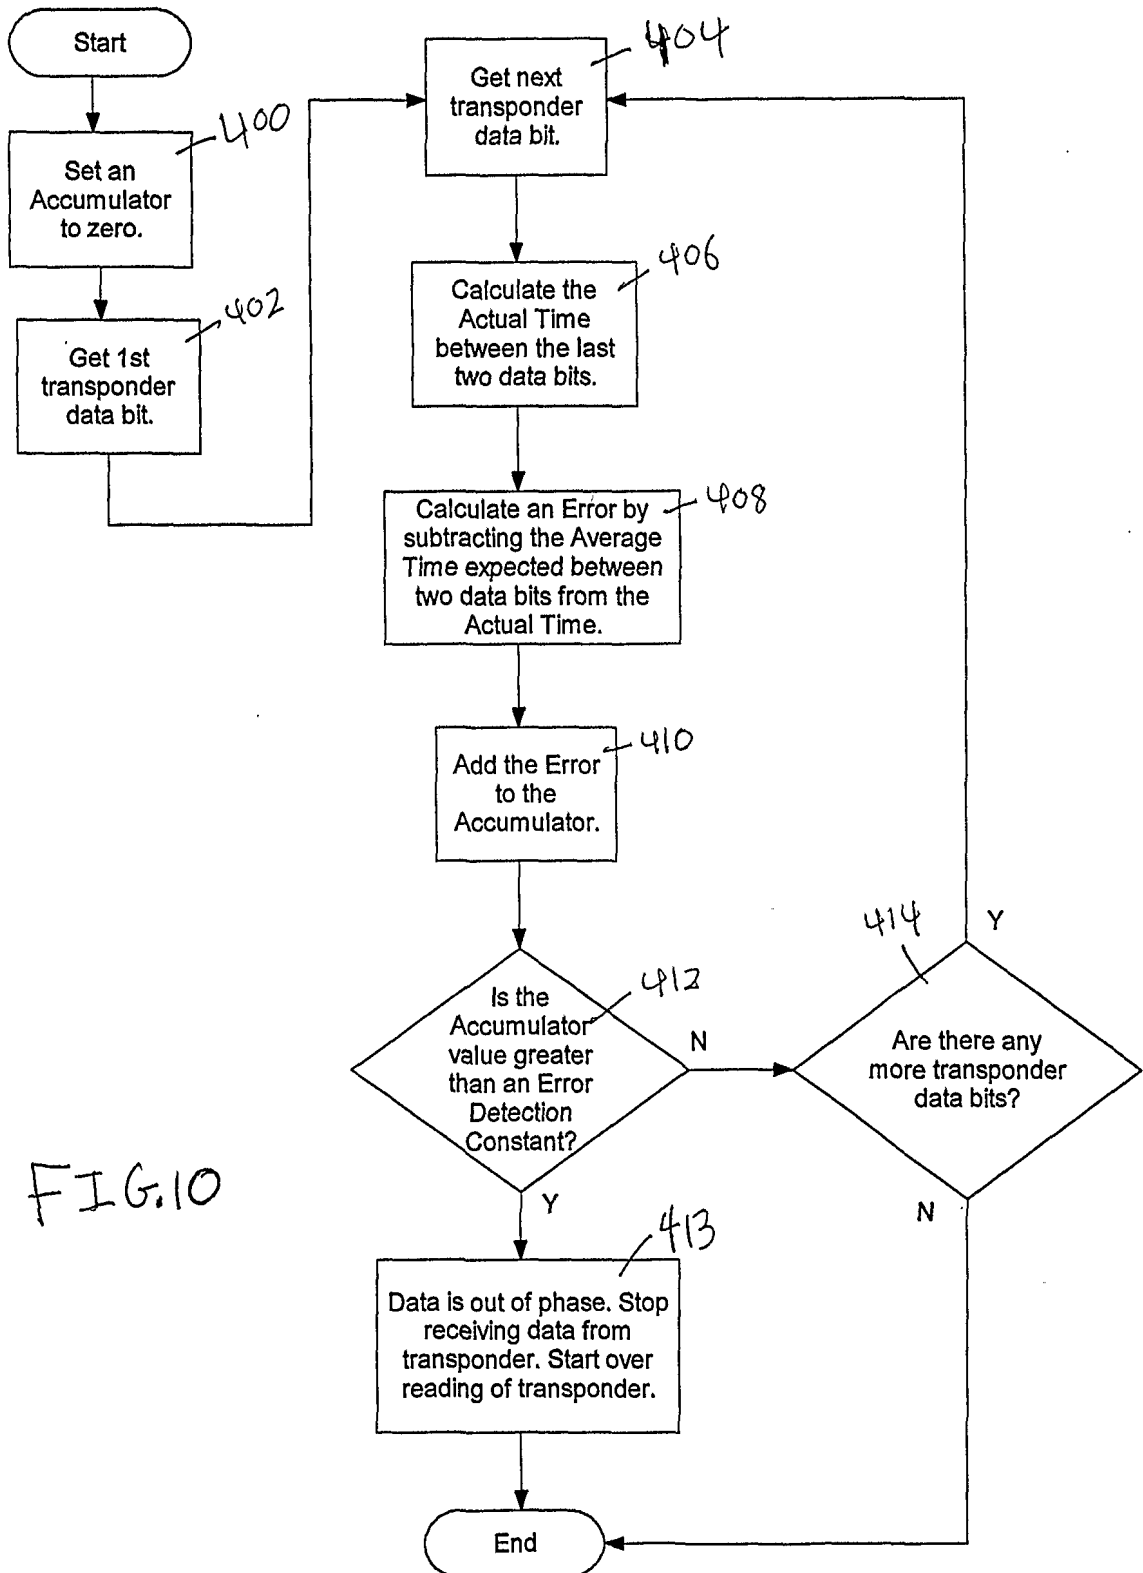 Start
400
Set an
Accumulator
to zero.
402
Get 1st
transponder
data bit.
404
Get next
transponder
data bit.
406
Calculate the
Actual Time
between the last
two data bits.
408
Calculate an Error by
subtracting the Average
Time expected between
two data bits from the
Actual Time.
410
Add the Error
to the
Accumulator.
412
Is the
Accumulator
value greater
than an Error
Detection
Constant?
N
Y
414
Are there any
more transponder
data bits?
Y
N
413
Data is out of phase. Stop
receiving data from
transponder. Start over
reading of transponder.
End
FIG.10